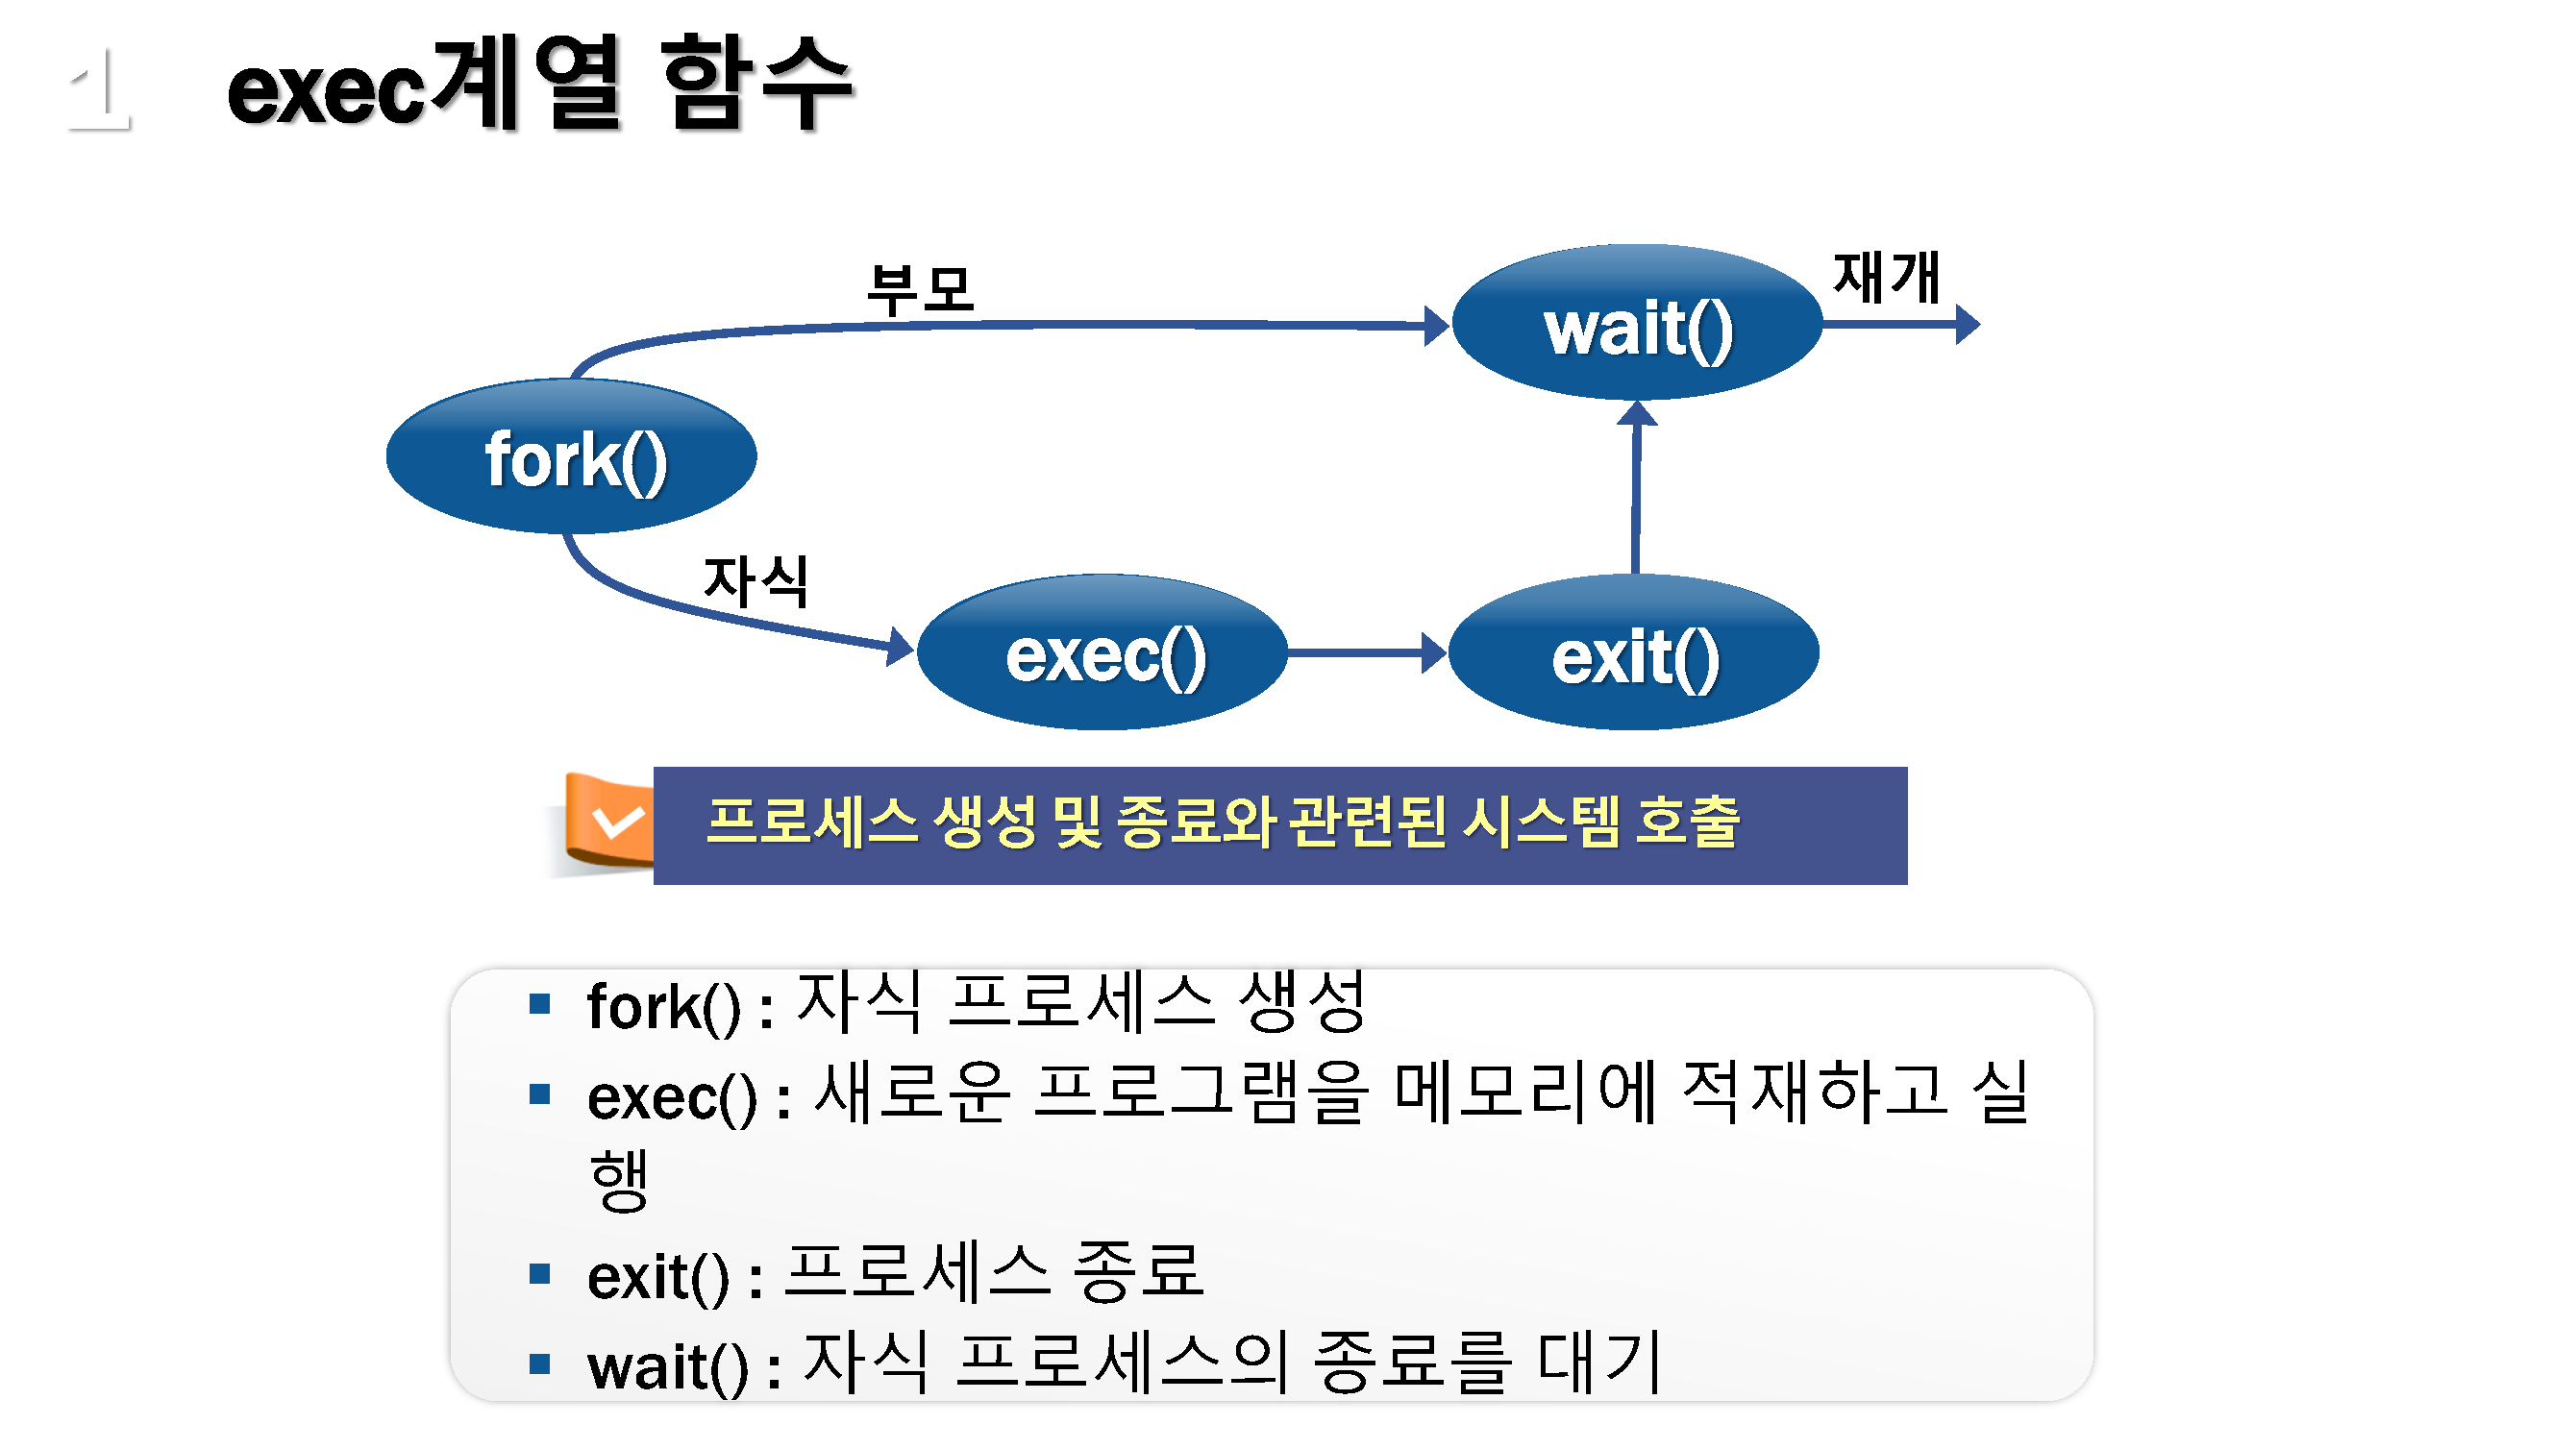 1 exec계열 함수
부모
재개
wait()
fork()
자식
exec()
exit()
프로세스 생성 및 종료와 관련된 시스템 호출
▪ fork() : 자식 프로세스 생성
▪ exec() : 새로운 프로그램을 메모리에 적재하고 실
행
▪ exit() : 프로세스 종료
▪ wait() : 자식 프로세스의 종료를 대기